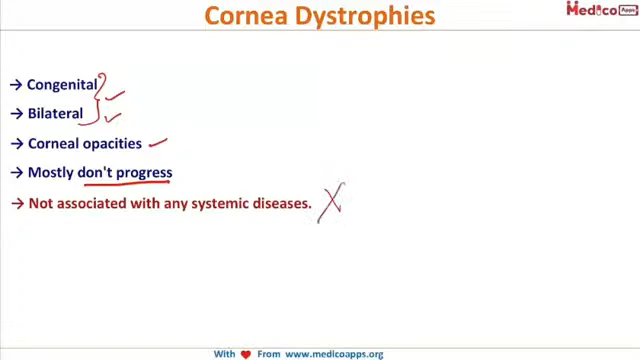 Cornea Dystrophies
Medico Apps
→ Congenital
→ Bilateral
→ Corneal opacities
→ Mostly don't progress
→ Not associated with any systemic diseases.
With ❤ From www.medicoapps.org